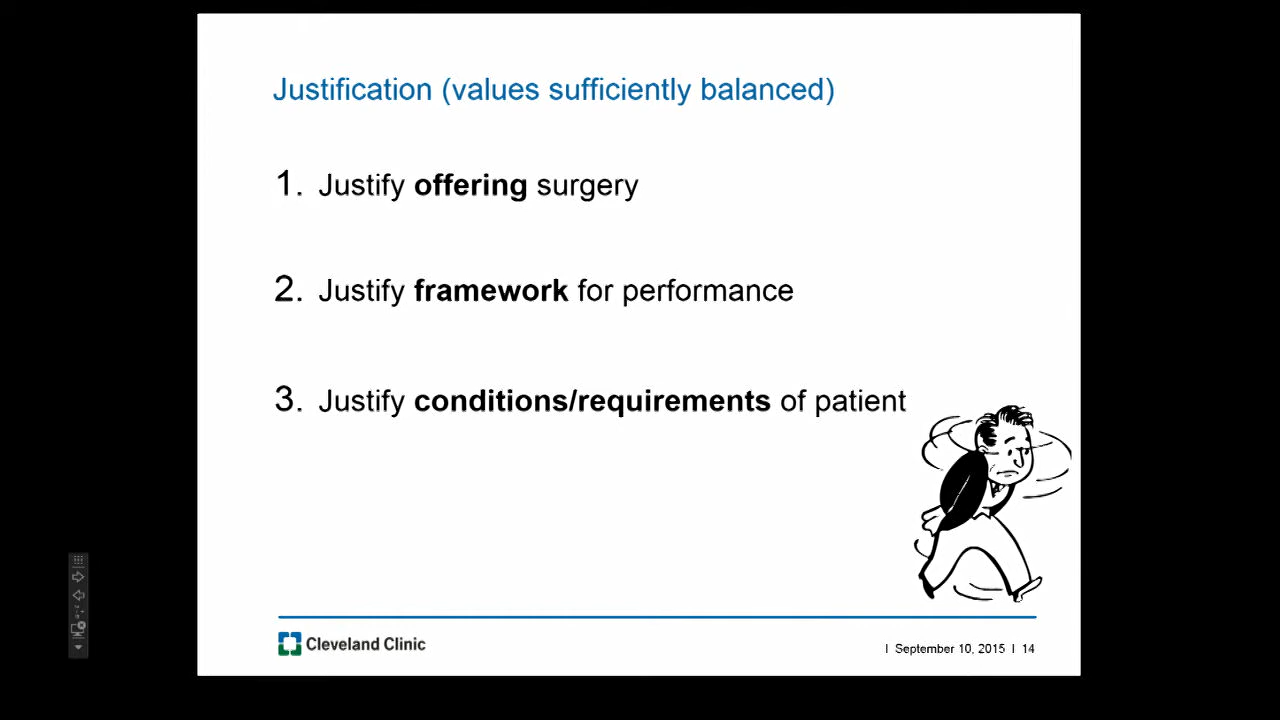 Justification (values sufficiently balanced)
1. Justify offering surgery
2. Justify framework for performance
3. Justify conditions/requirements of patient
Cleveland Clinic
l September 10, 2015 l 14